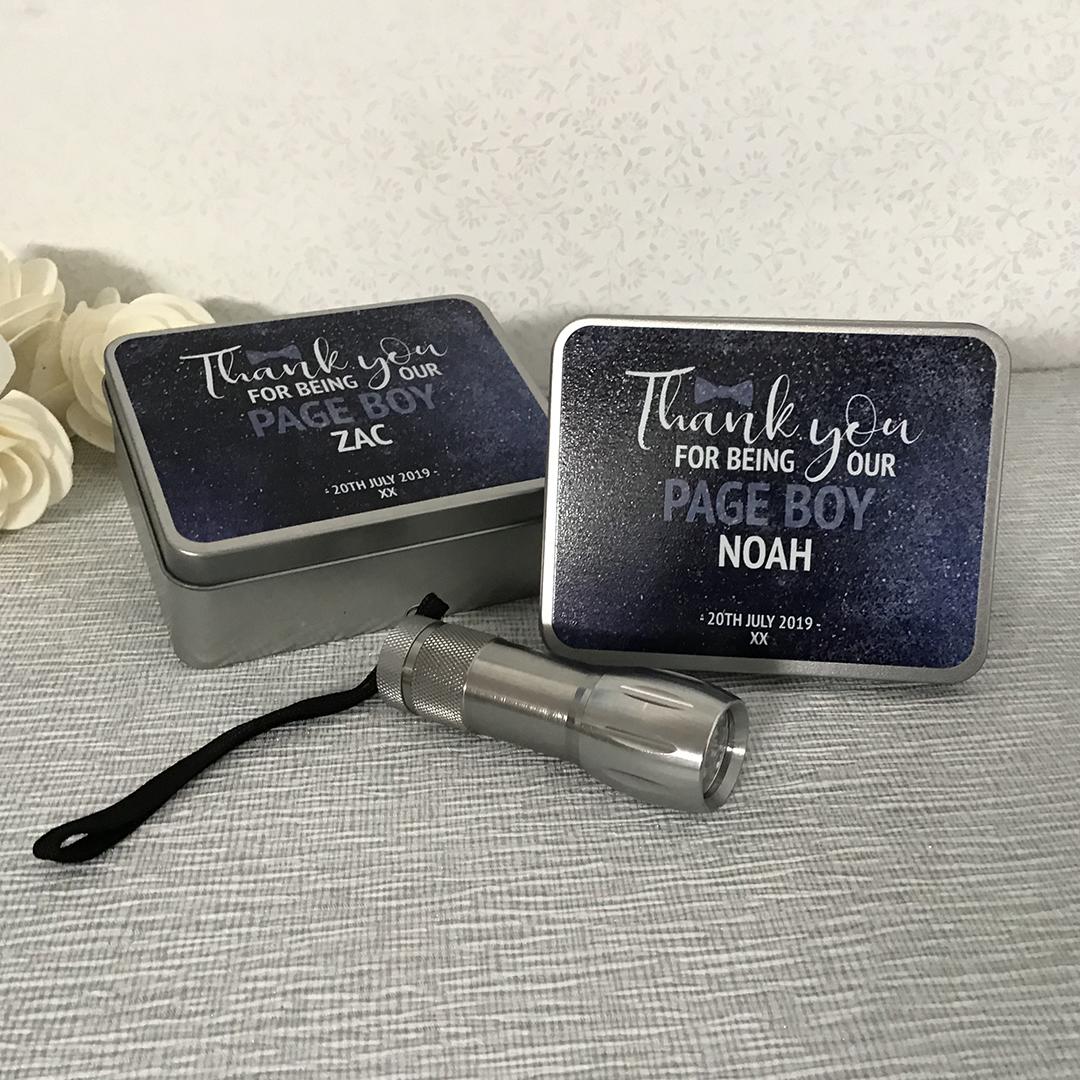 Thank you
FOR BEING OUR
PAGE BOY
ZAC
- 20TH JULY 2019 -
XX
Thank you
FOR BEING OUR
PAGE BOY
NOAH
- 20TH JULY 2019 -
XX